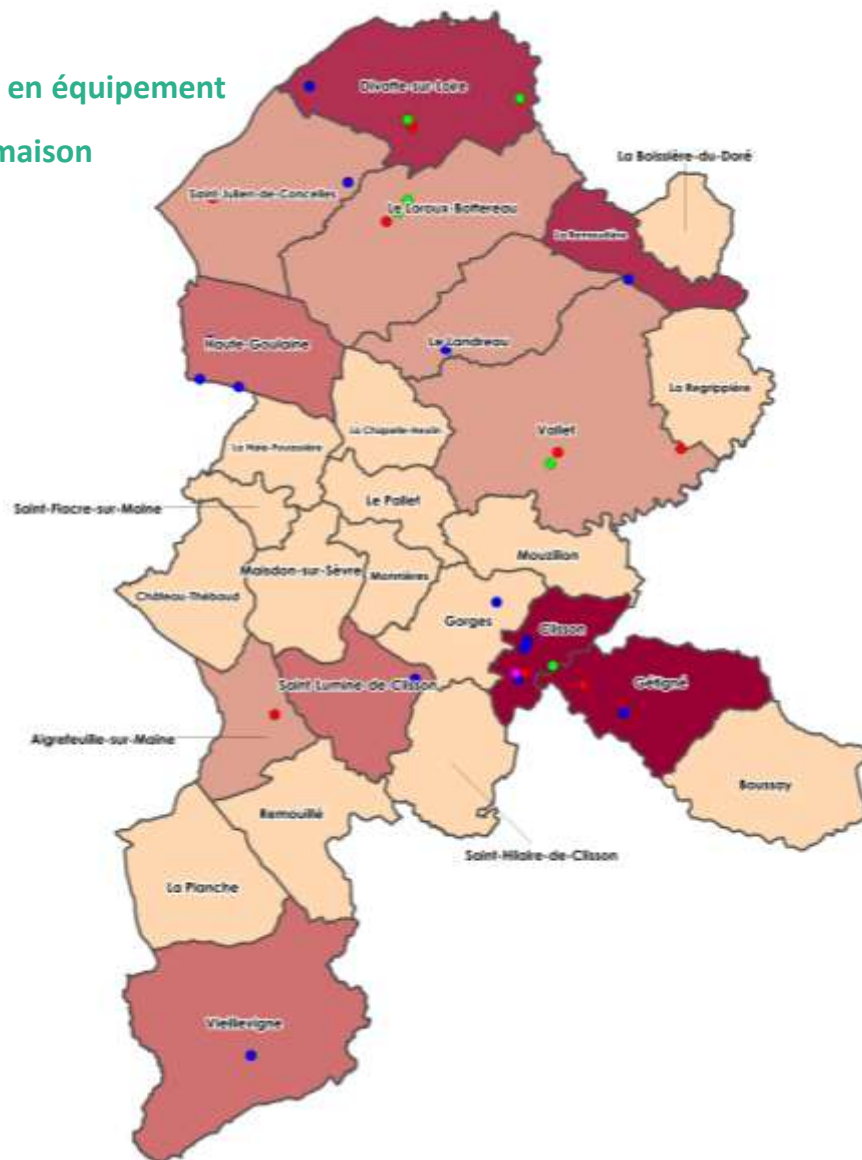 en équipement
maison
Divatte-sur-Loire
La Boissière-du-Doré
Saint-Julien-de-Concelles
Le Loroux-Bottereau
La Remaudière
Haute-Goulaine
Le Landreau
La Regrippière
La Chapelle-Heulin
Vallet
La Haie-Fouassière
Le Pallet
Saint-Fiacre-sur-Maine
Mouzillon
Maisdon-sur-Sèvre
Monnières
Château-Thébaud
Gorges
Clisson
Saint-Lumine-de-Clisson
Gétigné
Aigrefeuille-sur-Maine
Boussay
Remouillé
Saint-Hilaire-de-Clisson
La Planche
Vieillevigne